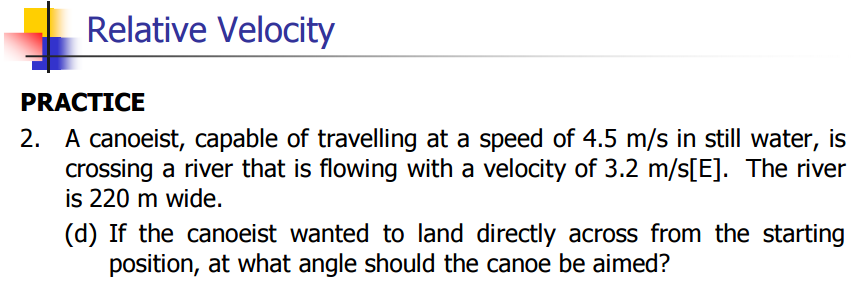 Relative Velocity
PRACTICE
2. A canoeist, capable of travelling at a speed of 4.5 m/s in still water, is
crossing a river that is flowing with a velocity of 3.2 m/s[E]. The river
is 220 m wide.
(d) If the canoeist wanted to land directly across from the starting
position, at what angle should the canoe be aimed?